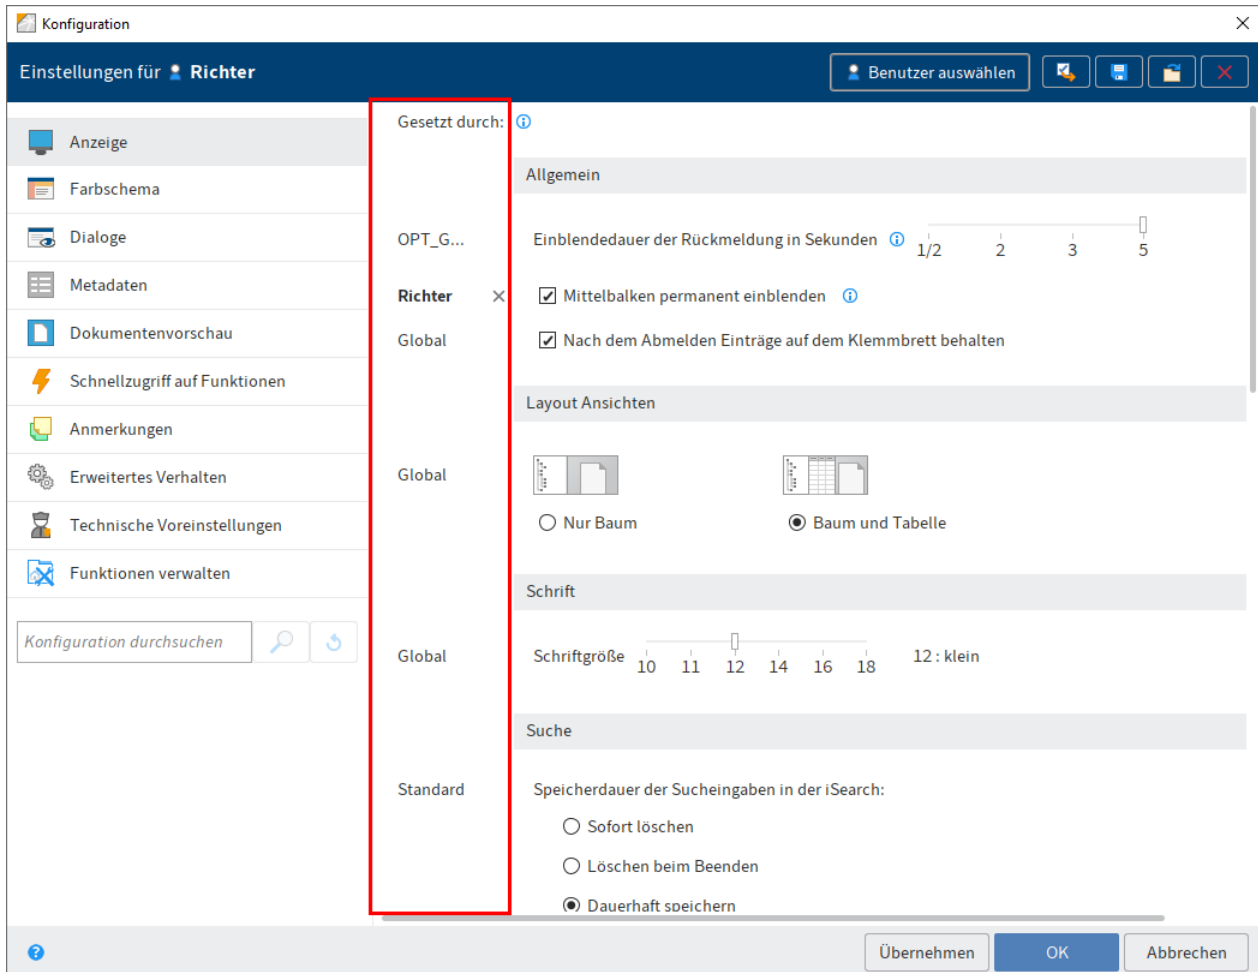 Konfiguration
Einstellungen für Richter
Benutzer auswählen
Anzeige
Farbschema
Dialoge
Metadaten
Dokumentenvorschau
Schnellzugriff auf Funktionen
Anmerkungen
Erweitertes Verhalten
Technische Voreinstellungen
Funktionen verwalten
Konfiguration durchsuchen
Gesetzt durch:
Allgemein
OPT_G... Einblendedauer der Rückmeldung in Sekunden
1/2 2 3 5
Richter Mittelbalken permanent einblenden
Global Nach dem Abmelden Einträge auf dem Klemmbrett behalten
Layout Ansichten
Global
Nur Baum Baum und Tabelle
Schrift
Global Schriftgröße 12 : klein
10 11 12 14 16 18
Suche
Standard Speicherdauer der Sucheingaben in der iSearch:
Sofort löschen
Löschen beim Beenden
Dauerhaft speichern
Übernehmen OK Abbrechen